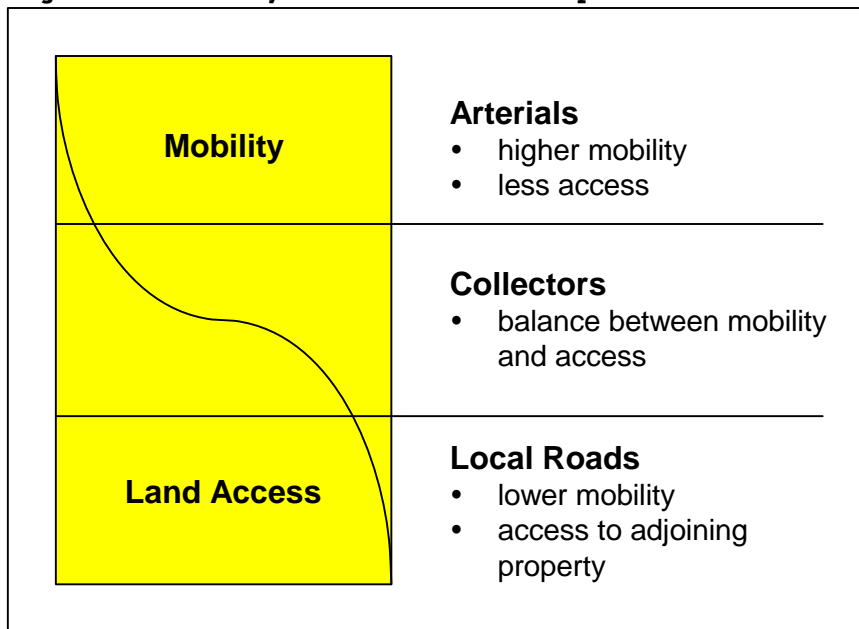 Mobility
Arterials
• higher mobility
• less access
Collectors
• balance between mobility
and access
Land Access
Local Roads
• lower mobility
• access to adjoining
property